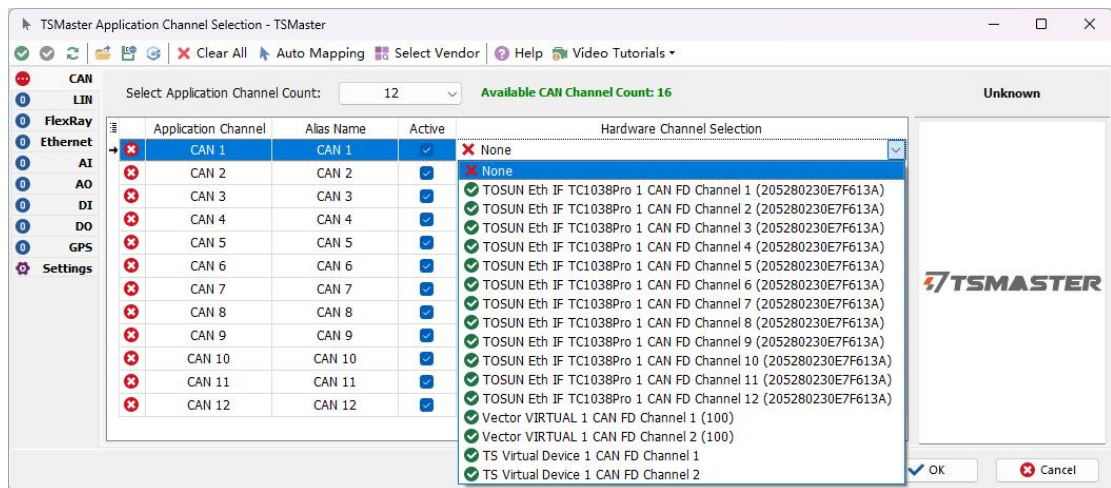 TSMaster Application Channel Selection - TSMaster
Clear All Auto Mapping Select Vendor Help Video Tutorials
CAN
LIN
FlexRay
Ethernet
AI
AO
DI
DO
GPS
Settings
Select Application Channel Count: 12 Available CAN Channel Count: 16
Application Channel Alias Name Active Hardware Channel Selection
CAN 1 CAN 1 None
CAN 2 CAN 2
CAN 3 CAN 3
CAN 4 CAN 4
CAN 5 CAN 5
CAN 6 CAN 6
CAN 7 CAN 7
CAN 8 CAN 8
CAN 9 CAN 9
CAN 10 CAN 10
CAN 11 CAN 11
CAN 12 CAN 12
None
TOSUN Eth IF TC1038Pro 1 CAN FD Channel 1 (205280230E7F613A)
TOSUN Eth IF TC1038Pro 1 CAN FD Channel 2 (205280230E7F613A)
TOSUN Eth IF TC1038Pro 1 CAN FD Channel 3 (205280230E7F613A)
TOSUN Eth IF TC1038Pro 1 CAN FD Channel 4 (205280230E7F613A)
TOSUN Eth IF TC1038Pro 1 CAN FD Channel 5 (205280230E7F613A)
TOSUN Eth IF TC1038Pro 1 CAN FD Channel 6 (205280230E7F613A)
TOSUN Eth IF TC1038Pro 1 CAN FD Channel 7 (205280230E7F613A)
TOSUN Eth IF TC1038Pro 1 CAN FD Channel 8 (205280230E7F613A)
TOSUN Eth IF TC1038Pro 1 CAN FD Channel 9 (205280230E7F613A)
TOSUN Eth IF TC1038Pro 1 CAN FD Channel 10 (205280230E7F613A)
TOSUN Eth IF TC1038Pro 1 CAN FD Channel 11 (205280230E7F613A)
TOSUN Eth IF TC1038Pro 1 CAN FD Channel 12 (205280230E7F613A)
Vector VIRTUAL 1 CAN FD Channel 1 (100)
Vector VIRTUAL 1 CAN FD Channel 2 (100)
TS Virtual Device 1 CAN FD Channel 1
TS Virtual Device 1 CAN FD Channel 2
Unknown
TSMASTER
OK Cancel